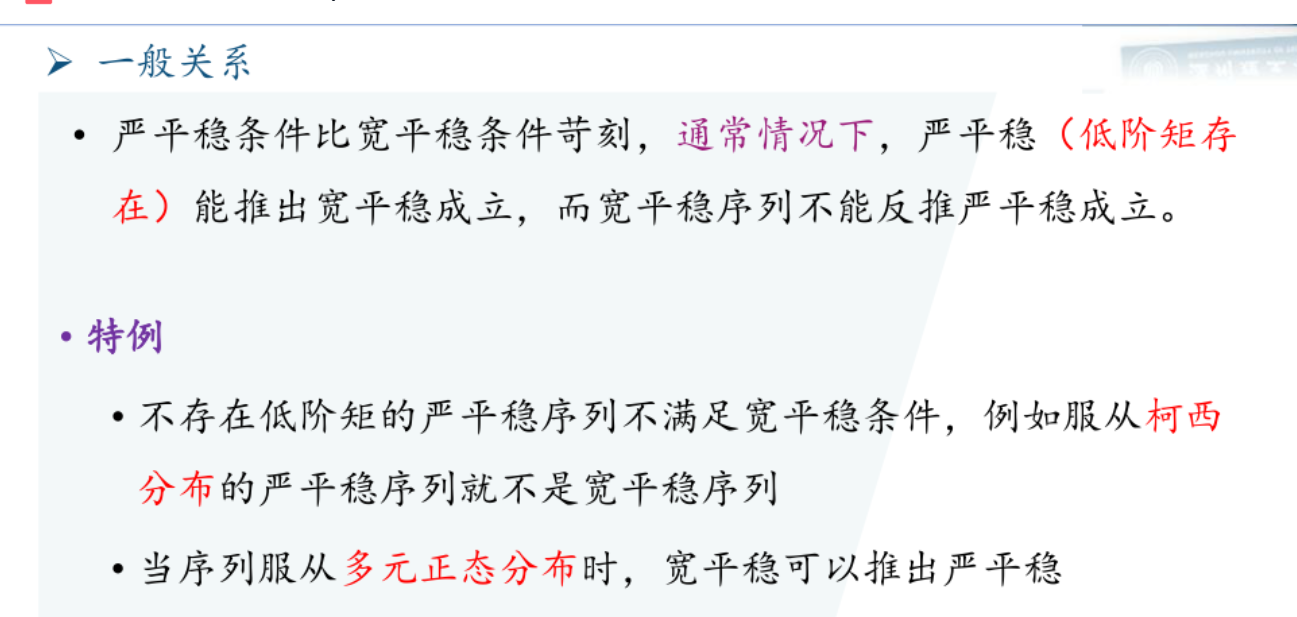 ➢ 一般关系
• 严平稳条件比宽平稳条件苛刻，通常情况下，严平稳（低阶矩存
在）能推出宽平稳成立，而宽平稳序列不能反推严平稳成立。
• 特例
• 不存在低阶矩的严平稳序列不满足宽平稳条件，例如服从柯西
分布的严平稳序列就不是宽平稳序列
• 当序列服从多元正态分布时，宽平稳可以推出严平稳